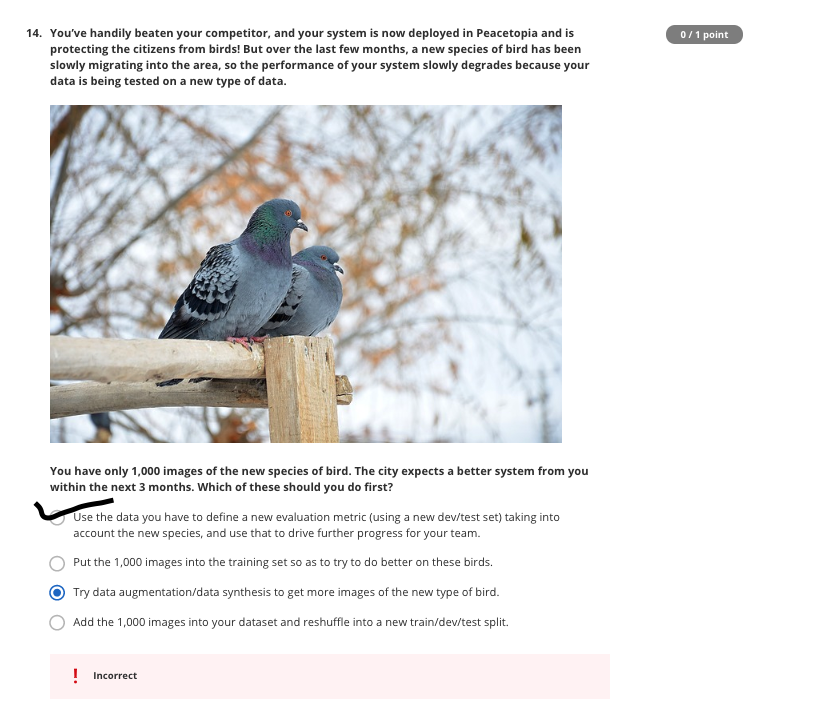 14. You've handily beaten your competitor, and your system is now deployed in Peacetopia and is
0 / 1 point
protecting the citizens from birds! But over the last few months, a new species of bird has been
slowly migrating into the area, so the performance of your system slowly degrades because your
data is being tested on a new type of data.
You have only 1,000 images of the new species of bird. The city expects a better system from you
within the next 3 months. Which of these should you do first?
Use the data you have to define a new evaluation metric (using a new dev/test set) taking into
account the new species, and use that to drive further progress for your team.
Put the 1,000 images into the training set so as to try to do better on these birds.
Try data augmentation/data synthesis to get more images of the new type of bird.
Add the 1,000 images into your dataset and reshuffle into a new train/dev/test split.
! Incorrect